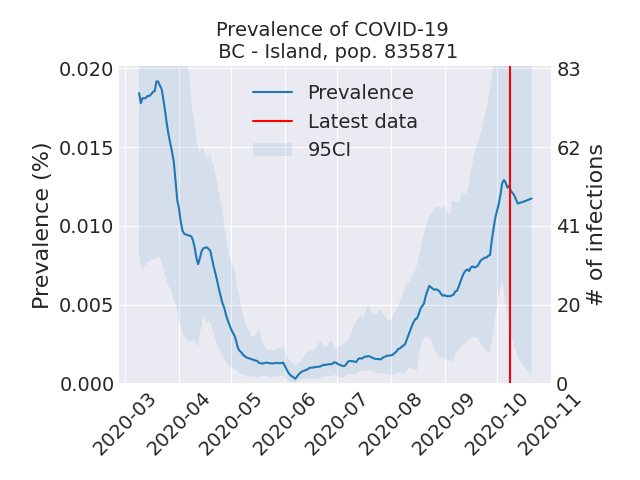 Prevalence of COVID-19
BC - Island, pop. 835871
Prevalence
Latest data
95CI
Prevalence (%)
0.020
0.015
0.010
0.005
0.000
83
62
41
20
0
# of infections
2020-03
2020-04
2020-05
2020-06
2020-07
2020-08
2020-09
2020-10
2020-11